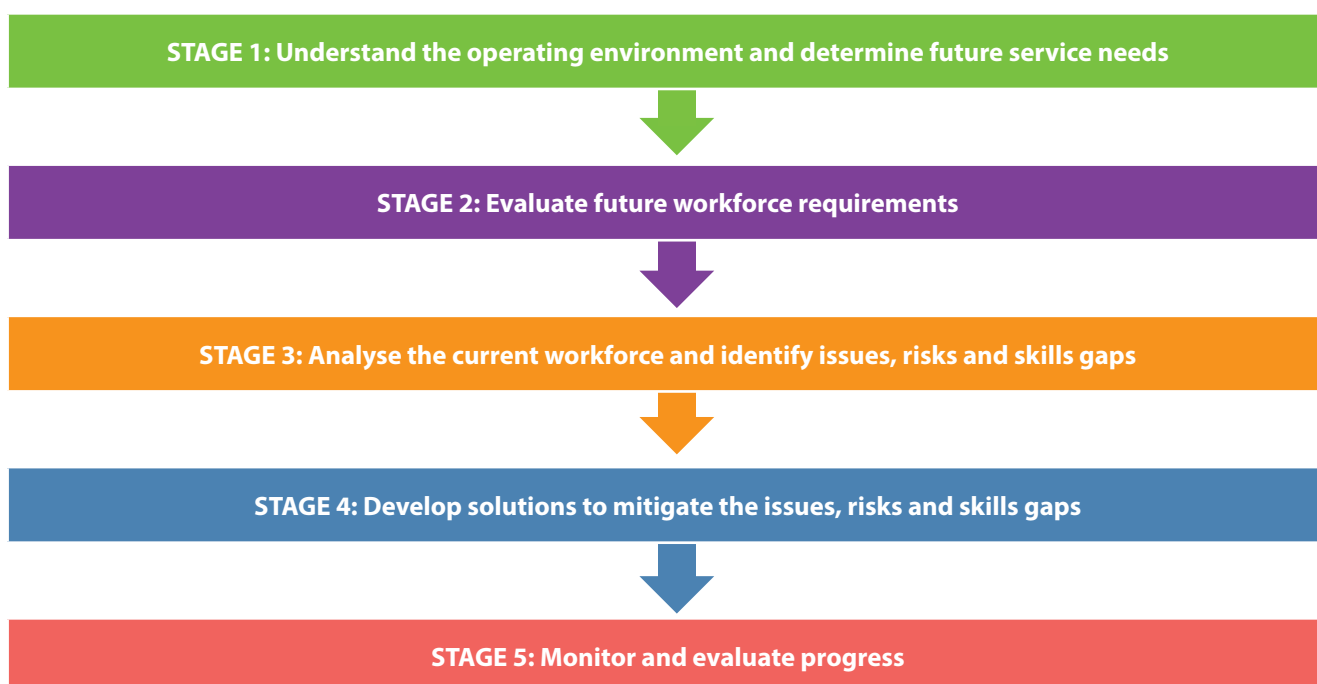 STAGE 1: Understand the operating environment and determine future service needs
STAGE 2: Evaluate future workforce requirements
STAGE 3: Analyse the current workforce and identify issues, risks and skills gaps
STAGE 4: Develop solutions to mitigate the issues, risks and skills gaps
STAGE 5: Monitor and evaluate progress